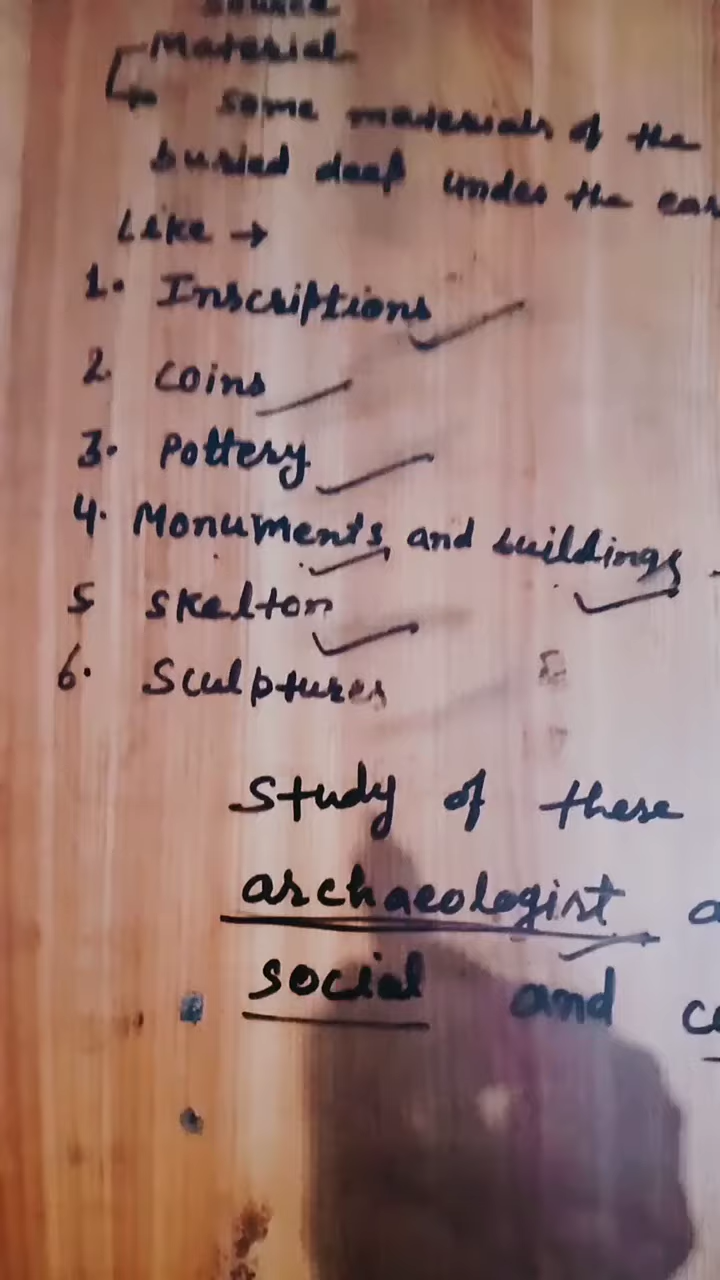 Source
Material
→ Some materials of the
buried deep under the
Like →
1. Inscriptions
2. Coins
3. Pottery
4. Monuments and buildings
5 Skelton
6. Sculptures
Study of these
archaeologist
social and